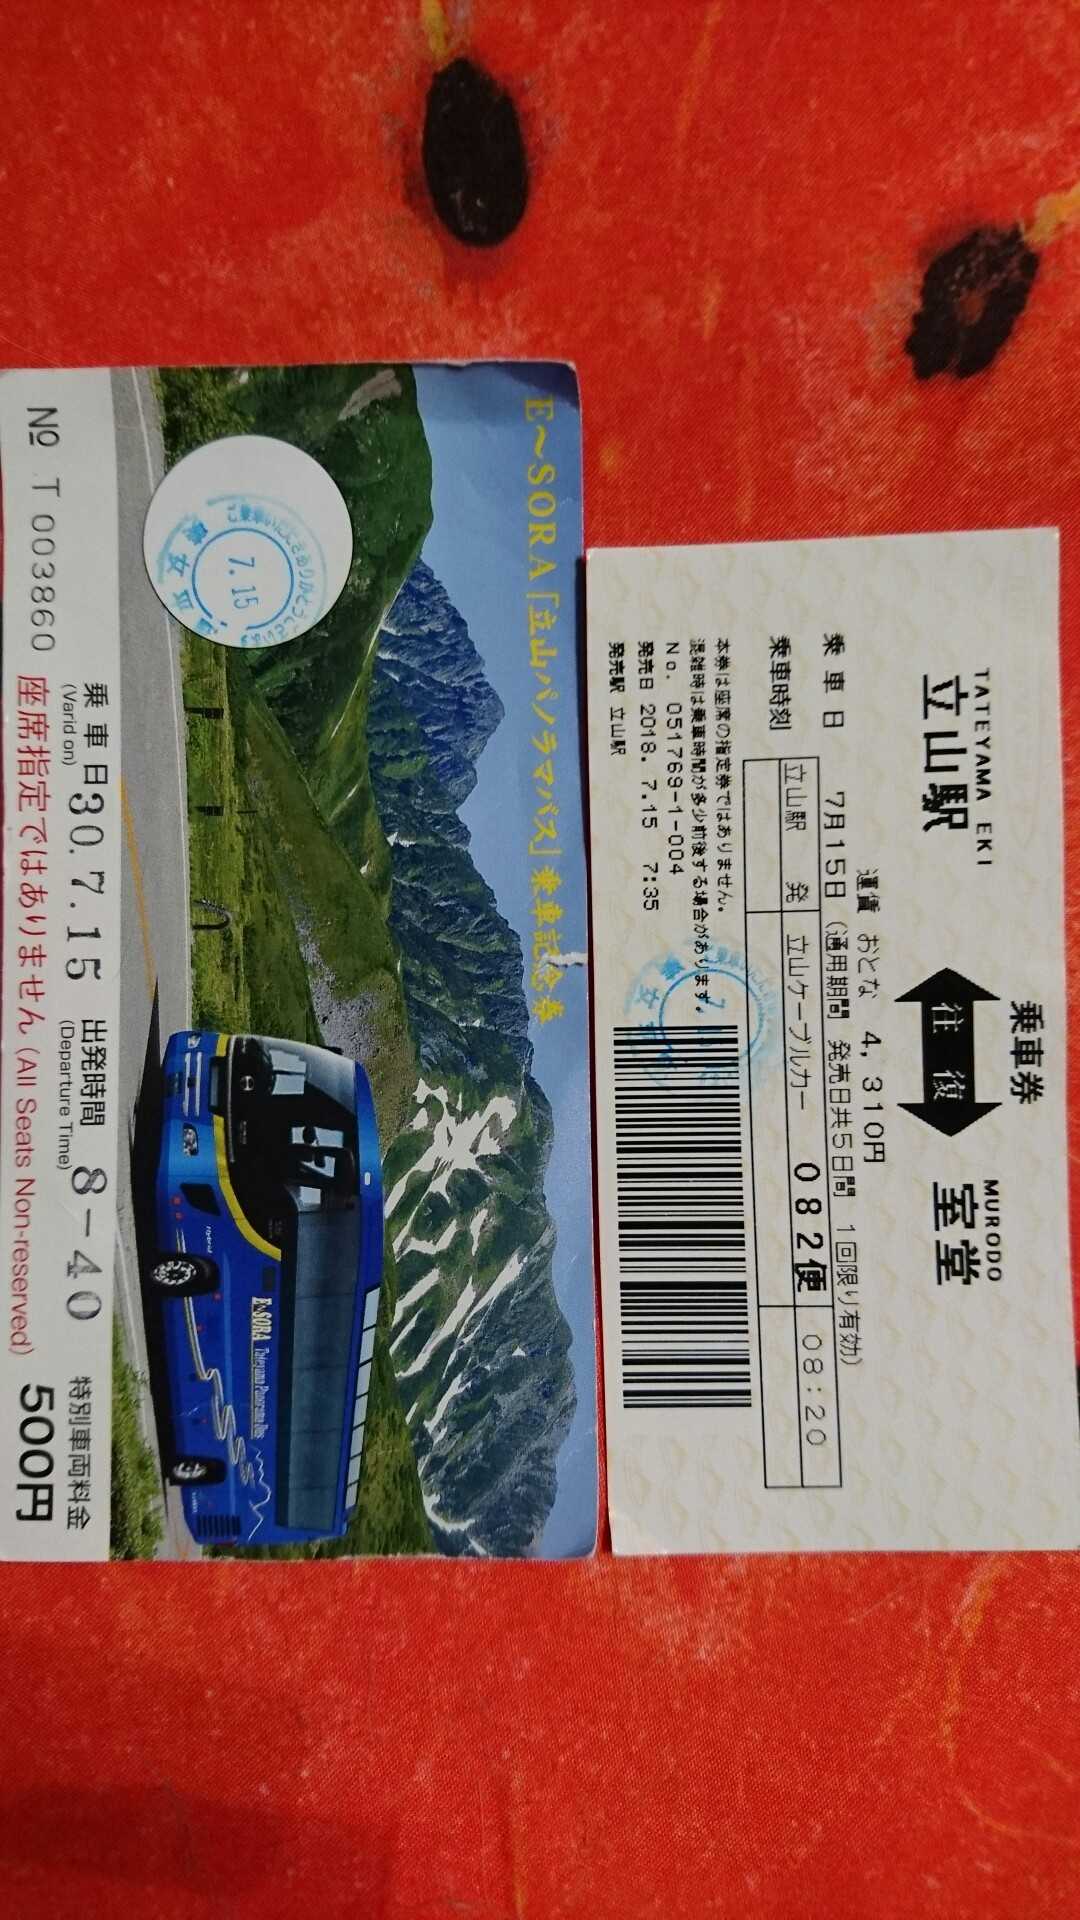 E～SORA「立山パノラマバス」乗車記念券
7.15
E～SORA
Tateyama Panorama Bus
Hybrid
乗車日 30.7.15 出発時間 8-40 特別車両料金
(Varid on) (Departure Time)
№ T 003860 座席指定ではありません (All Seats Non-reserved) 500円
乗車券
TATEYAMA EKI MURODO
立山駅 往復 室堂
運賃 おとな 4,310円
乗車日 7月15日 (通用期間 発売日共5日間 1回限り有効)
乗車時刻 立山駅 発 立山ケーブルカー 082便 08:20
本券は座席の指定券ではありません。
混雑時は乗車時間が多少前後する場合があります。
No. 051769-1-004
発売日 2018. 7.15 7:35
発売駅 立山駅